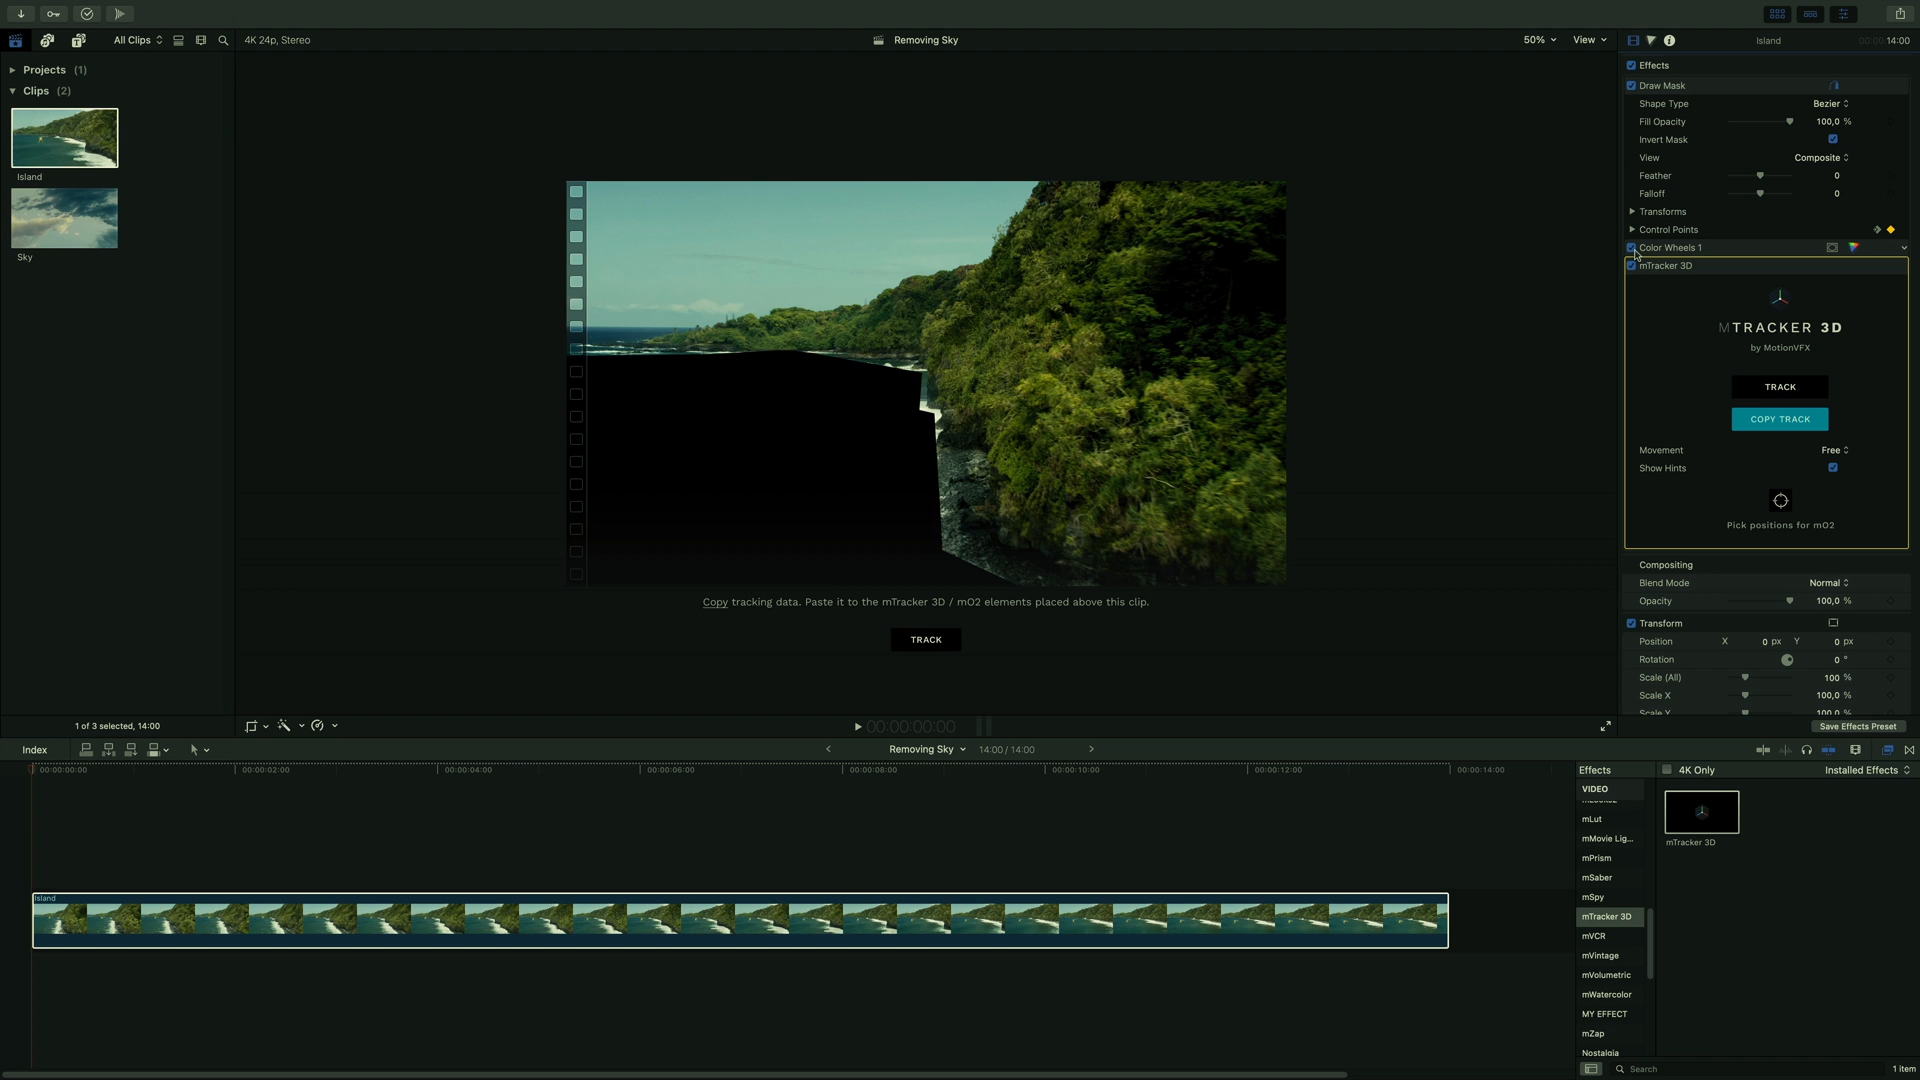 All Clips
4K 24p, Stereo
Removing Sky
50%
View
Island
00:00:14:00
Projects (1)
Clips (2)
Island
Sky
Effects
Draw Mask
Shape Type
Bezier
Fill Opacity
100,0 %
Invert Mask
View
Composite
Feather
0
Falloff
0
Transforms
Control Points
Color Wheels 1
mTracker 3D
MTRACKER 3D
by MotionVFX
TRACK
COPY TRACK
Movement
Free
Show Hints
Pick positions for mO2
Compositing
Blend Mode
Normal
Opacity
100,0 %
Transform
Position X 0 px Y 0 px
Rotation
0 °
Scale (All)
100 %
Scale X
100,0 %
Scale Y
100,0 %
Save Effects Preset
Copy tracking data. Paste it to the mTracker 3D / mO2 elements placed above this clip.
TRACK
1 of 3 selected, 14:00
00:00:00:00
Index
Removing Sky
14:00 / 14:00
00:00:00:00
00:00:02:00
00:00:04:00
00:00:06:00
00:00:08:00
00:00:10:00
00:00:12:00
00:00:14:00
Island
Effects
4K Only
Installed Effects
VIDEO
mLut
mMovie Lig...
mPrism
mSaber
mSpy
mTracker 3D
mVCR
mVintage
mVolumetric
mWatercolor
MY EFFECT
mZap
Nostalgia
mTracker 3D
Search
1 item